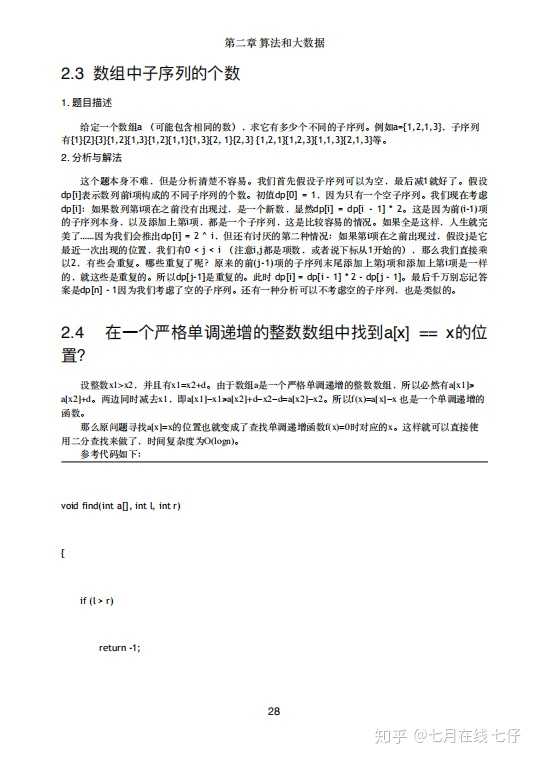 第二章 算法和大数据
2.3 数组中子序列的个数
1. 题目描述
给定一个数组a （可能包含相同的数），求它有多少个不同的子序列。例如a={1,2,1,3}，子序列
有{1}{2}{3}{1,2}{1,3}{1,2}{1,1}{1,3}{2, 1}{2,3} {1,2,1}{1,2,3}{1,1,3}{2,1,3}等。
2. 分析与解法
这个题本身不难，但是分析清楚不容易。我们首先假设子序列可以为空，最后减1就好了。假设
dp[i]表示数列前i项构成的不同子序列的个数。初值dp[0] = 1，因为只有一个空子序列。我们现在考虑
dp[i]：如果数列第i项在之前没有出现过，是一个新数，显然dp[i] = dp[i - 1] * 2。这是因为前(i-1)项
的子序列本身，以及添加上第i项，都是一个子序列，这是比较容易的情况。如果全是这样，人生就完
美了……因为我们会推出dp[i] = 2 ^ i，但还有讨厌的第二种情况：如果第i项在之前出现过，假设j是它
最近一次出现的位置，我们有0 < j < i （注意i,j都是项数，或者说下标从1开始的），那么我们直接乘
以2，有些会重复。哪些重复了呢？原来的前(j-1)项的子序列末尾添加上第j项和添加上第i项是一样
的，就这些是重复的。所以dp[j-1]是重复的。此时 dp[i] = dp[i - 1] * 2 - dp[j - 1]。最后千万别忘记答
案是dp[n] - 1因为我们考虑了空的子序列。还有一种分析可以不考虑空的子序列，也是类似的。
2.4 在一个严格单调递增的整数数组中找到a[x] == x的位
置？
设整数x1>x2，并且有x1=x2+d。由于数组a是一个严格单调递增的整数数组，所以必然有a[x1]≥
a[x2]+d。两边同时减去x1，即a[x1]−x1≥a[x2]+d−x2−d=a[x2]−x2。所以f(x)=a[x]−x 也是一个单调递增的
函数。
那么原问题寻找a[x]=x的位置也就变成了查找单调递增函数f(x)=0时对应的x。这样就可以直接使
用二分查找来做了，时间复杂度为O(logn)。
参考代码如下：
void find(int a[], int l, int r)
{
if (l > r)
return -1;
28
知乎 @七月在线 七仔